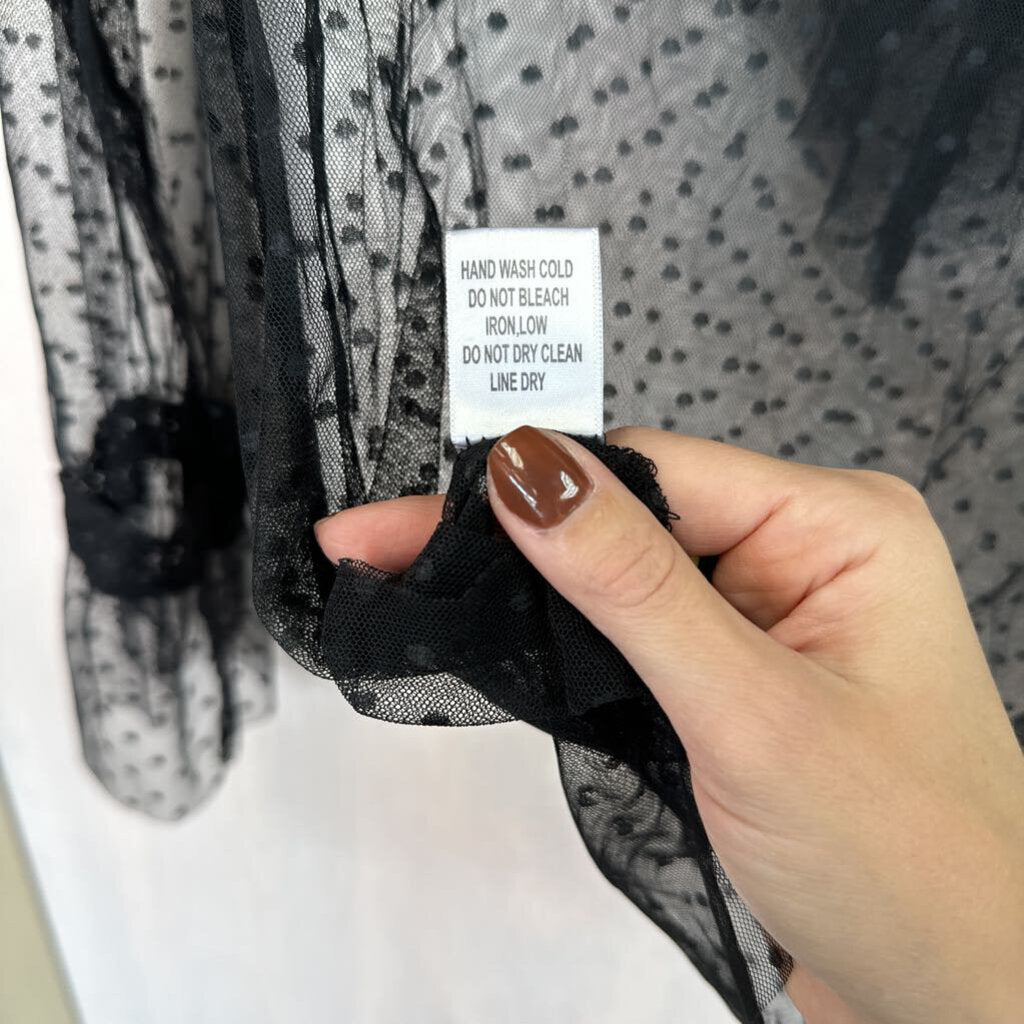 HAND WASH COLD
DO NOT BLEACH
IRON,LOW
DO NOT DRY CLEAN
LINE DRY